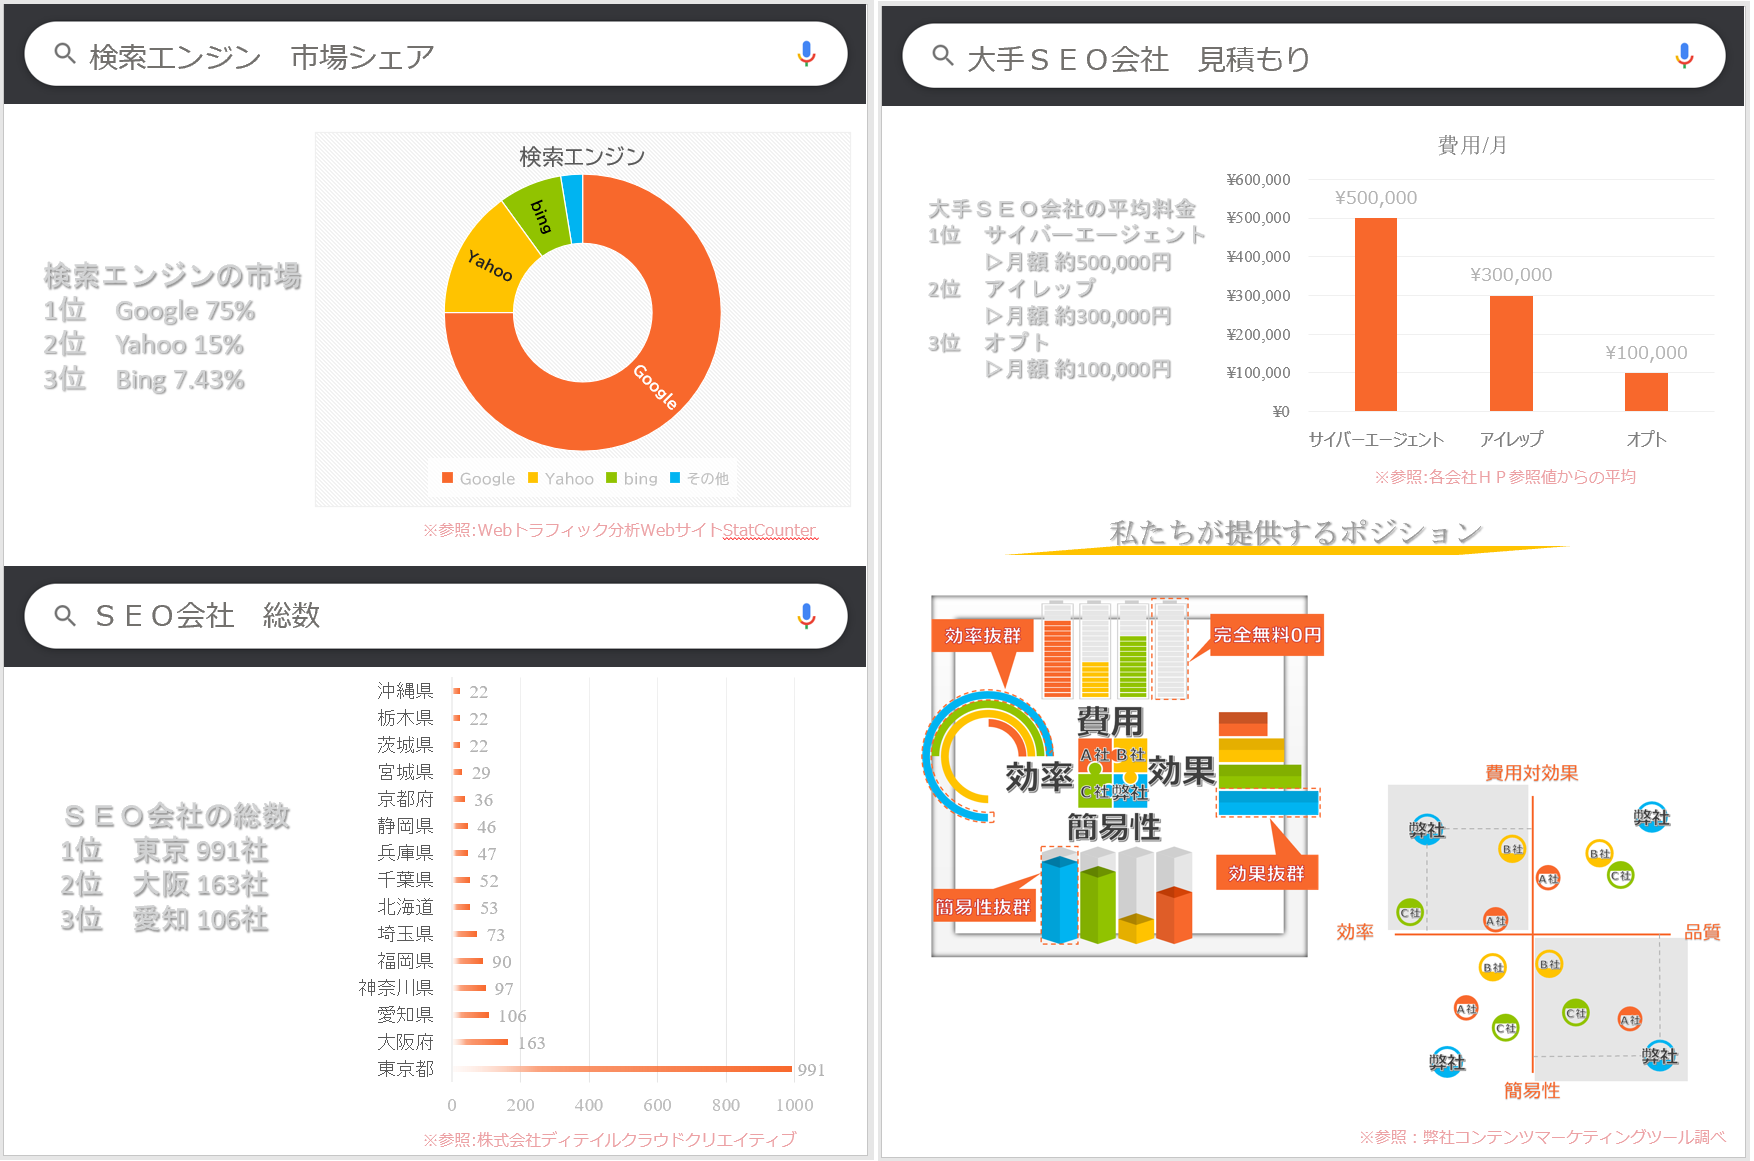 検索エンジン　市場シェア
検索エンジンの市場
1位　Google 75%
2位　Yahoo 15%
3位　Bing 7.43%
検索エンジン
bing
Yahoo
Google
Google　Yahoo　bing　その他
※参照:Webトラフィック分析WebサイトStatCounter
ＳＥＯ会社　総数
ＳＥＯ会社の総数
1位　東京 991社
2位　大阪 163社
3位　愛知 106社
沖縄県 22
栃木県 22
茨城県 22
宮城県 29
京都府 36
静岡県 46
兵庫県 47
千葉県 52
北海道 53
埼玉県 73
福岡県 90
神奈川県 97
愛知県 106
大阪府 163
東京都 991
0 200 400 600 800 1000
※参照:株式会社ディテイルクラウドクリエイティブ
大手ＳＥＯ会社　見積もり
大手ＳＥＯ会社の平均料金
1位　サイバーエージェント
▷月額 約500,000円
2位　アイレップ
▷月額 約300,000円
3位　オプト
▷月額 約100,000円
費用/月
¥600,000
¥500,000
¥400,000
¥300,000
¥200,000
¥100,000
¥0
¥500,000
¥300,000
¥100,000
サイバーエージェント　アイレップ　オプト
※参照:各会社ＨＰ参照値からの平均
私たちが提供するポジション
効率抜群
完全無料0円
費用
A社 B社
効率
効果
C社 弊社
簡易性
簡易性抜群
効果抜群
費用対効果
弊社
弊社
B社
B社
A社
C社
C社
A社
効率
品質
B社
B社
A社
C社
C社
A社
弊社
弊社
簡易性
※参照：弊社コンテンツマーケティングツール調べ